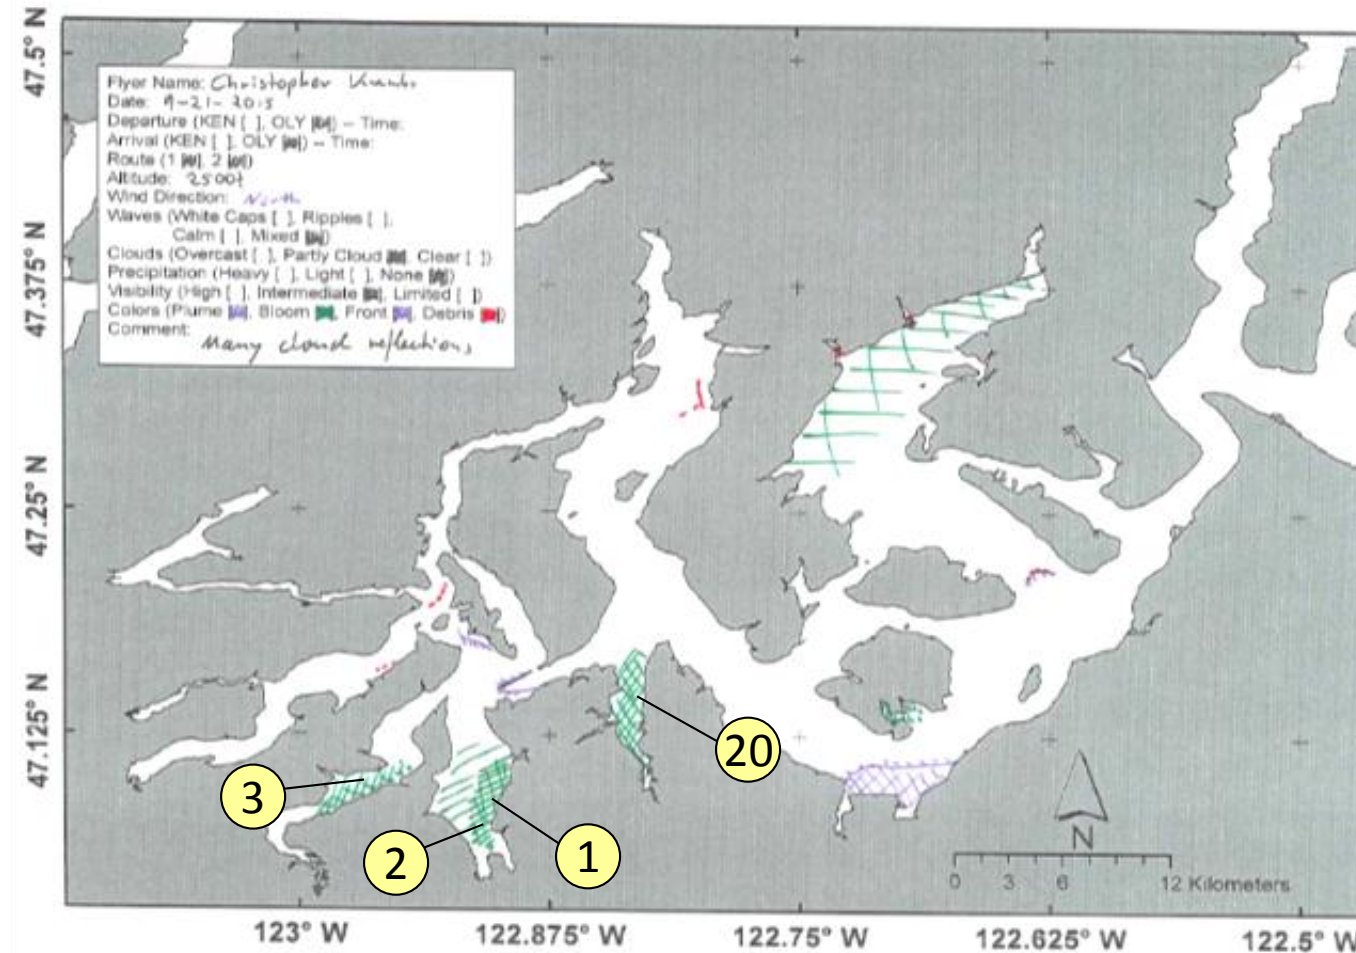 47.5° N
47.375° N
47.25° N
47.125° N
Flyer Name: Christopher
Date: 9-21-2015
Departure (KEN [ ], OLY [ ]) – Time:
Arrival (KEN [ ], OLY [ ]) – Time:
Route (1 [ ], 2 [ ])
Altitude: 2500ft
Wind Direction: North
Waves (White Caps [ ], Ripples [ ],
Calm [ ], Mixed [ ])
Clouds (Overcast [ ], Partly Cloud [ ], Clear [ ])
Precipitation (Heavy [ ], Light [ ], None [ ])
Visibility (High [ ], Intermediate [ ], Limited [ ])
Colors (Plume [ ], Bloom [ ], Front [ ], Debris [ ])
Comment:
Many cloud reflections
20
3
2
1
N
0 3 6 12 Kilometers
123° W 122.875° W 122.75° W 122.625° W 122.5° W